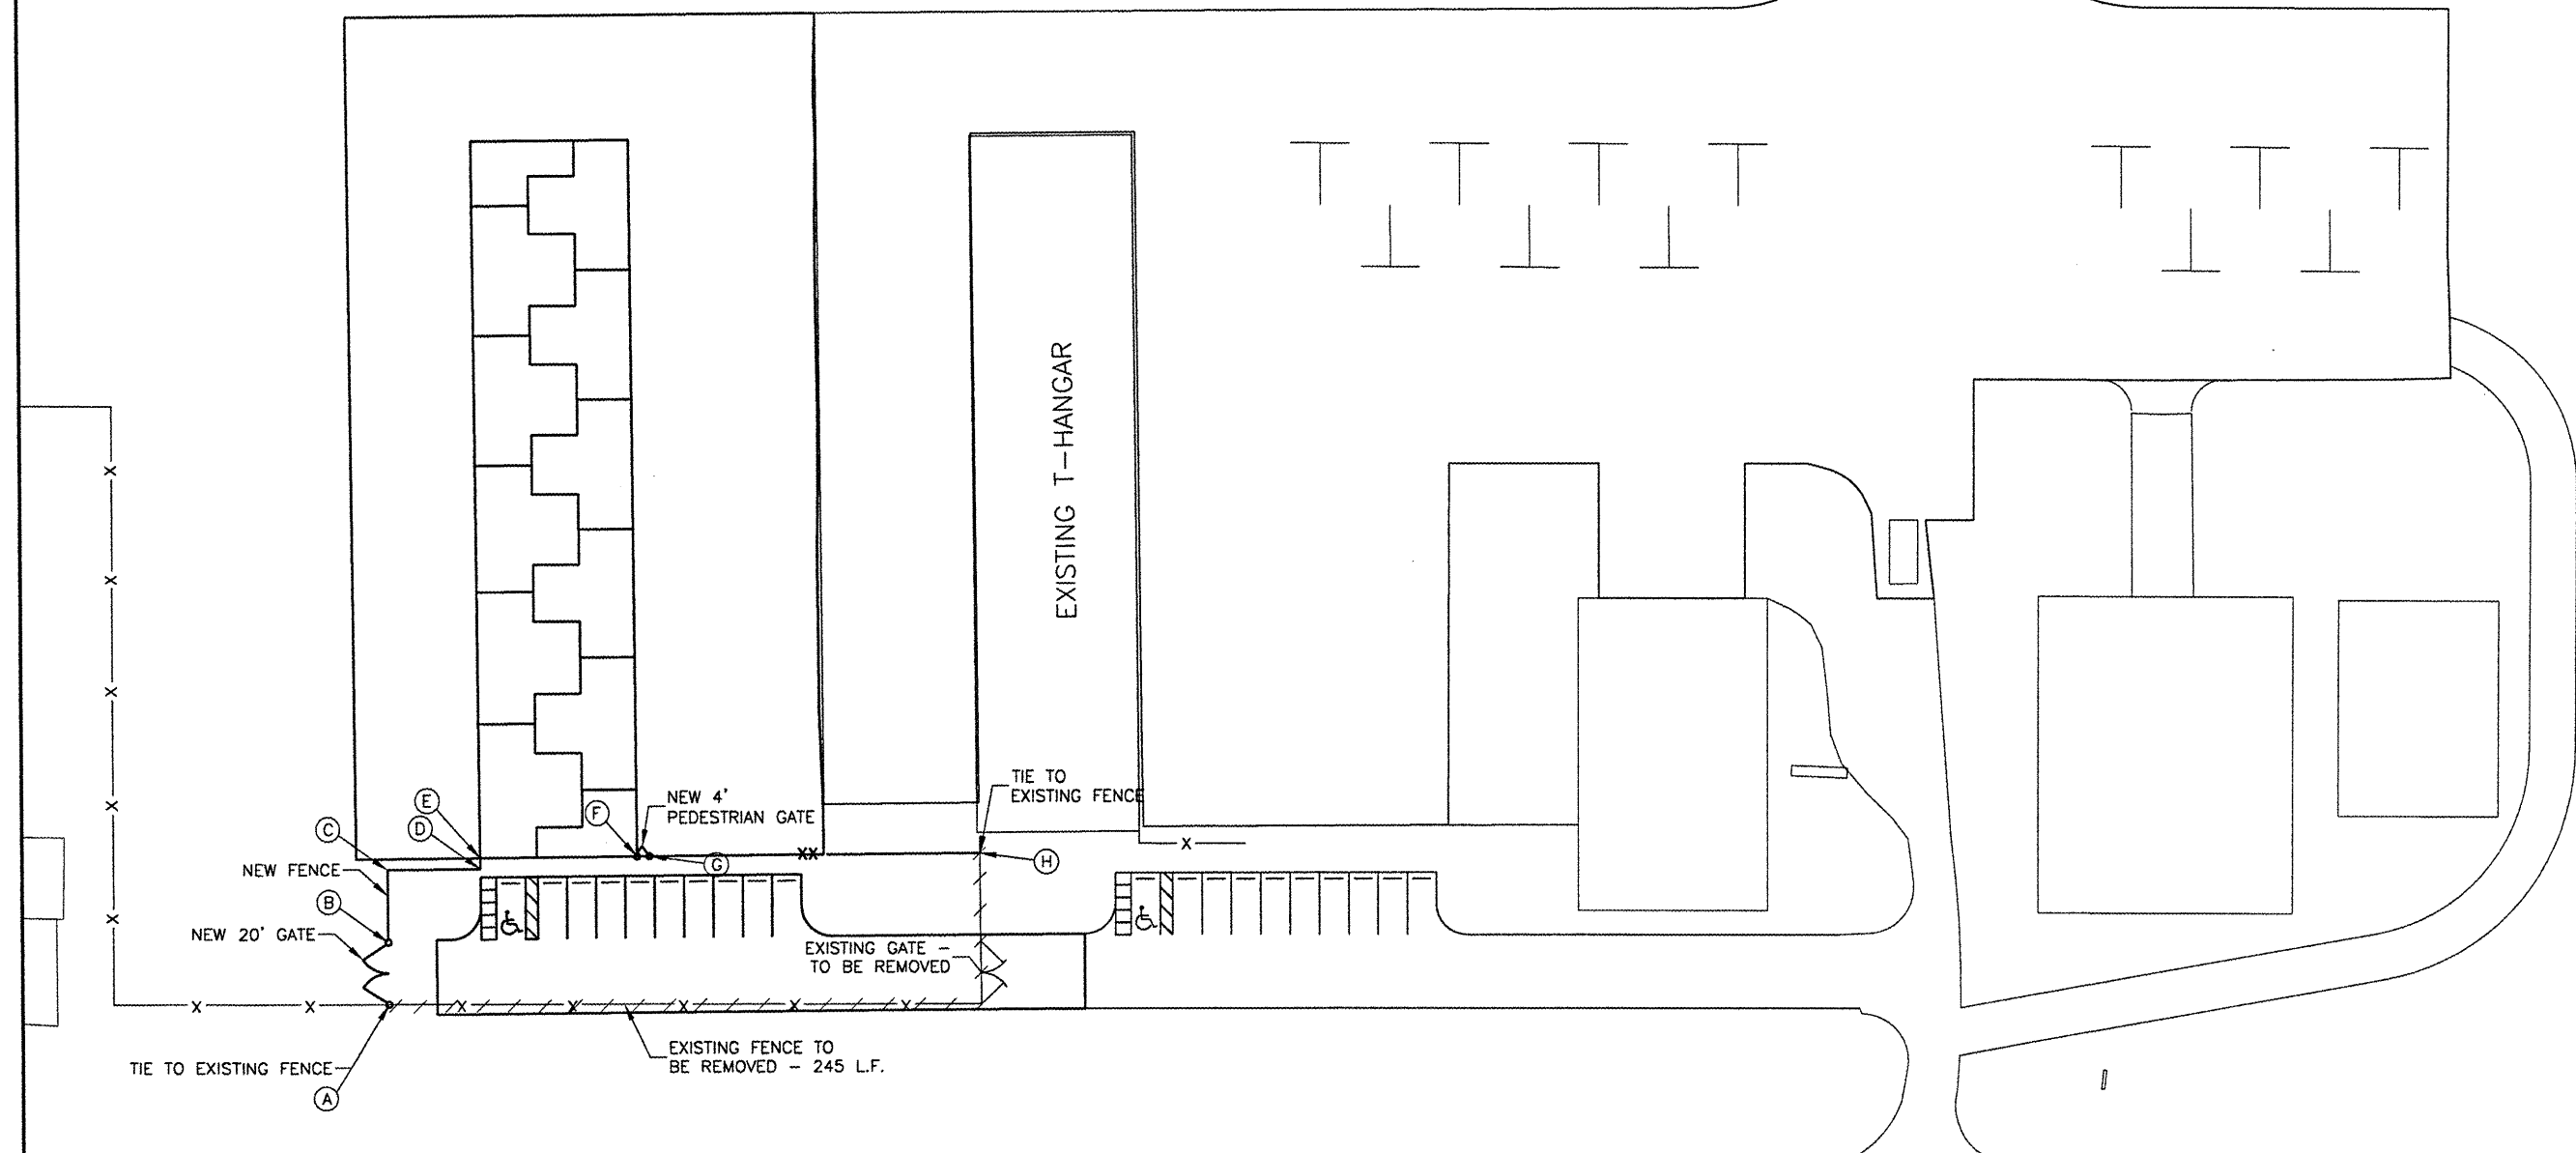 EXISTING T-HANGAR
TIE TO
EXISTING FENCE
NEW 4'
PEDESTRIAN GATE
E
D
F
C
G
H
NEW FENCE
B
NEW 20' GATE
EXISTING GATE -
TO BE REMOVED
EXISTING FENCE TO
BE REMOVED - 245 L.F.
TIE TO EXISTING FENCE
A